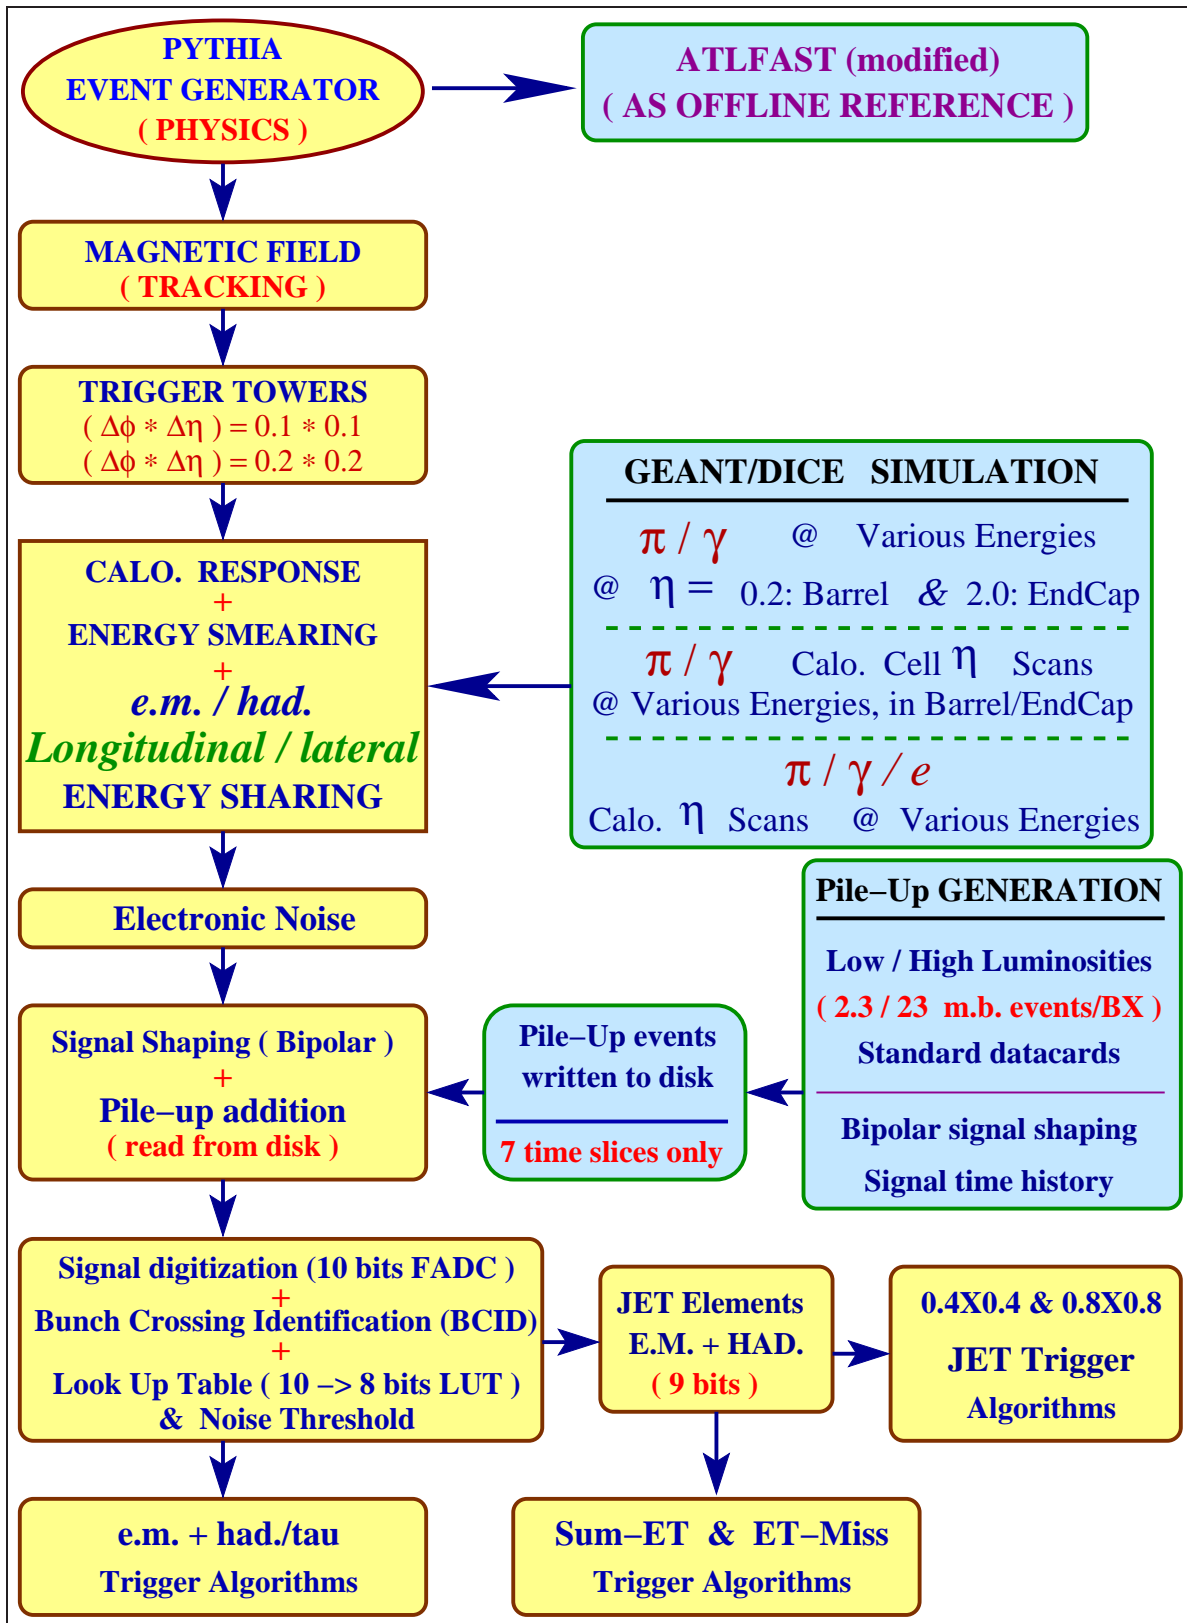 PYTHIA
EVENT GENERATOR
( PHYSICS )
ATLFAST (modified)
( AS OFFLINE REFERENCE )
MAGNETIC FIELD
( TRACKING )
TRIGGER TOWERS
( Δϕ * Δη ) = 0.1 * 0.1
( Δϕ * Δη ) = 0.2 * 0.2
GEANT/DICE SIMULATION
π / γ @ Various Energies
@ η = 0.2: Barrel & 2.0: EndCap
π / γ Calo. Cell η Scans
@ Various Energies, in Barrel/EndCap
π / γ / e
Calo. η Scans @ Various Energies
CALO. RESPONSE
+
ENERGY SMEARING
+
e.m. / had.
Longitudinal / lateral
ENERGY SHARING
Electronic Noise
Pile–Up GENERATION
Low / High Luminosities
( 2.3 / 23 m.b. events/BX )
Standard datacards
Bipolar signal shaping
Signal time history
Pile–Up events
written to disk
7 time slices only
Signal Shaping ( Bipolar )
+
Pile–up addition
( read from disk )
Signal digitization (10 bits FADC )
+
Bunch Crossing Identification (BCID)
+
Look Up Table ( 10 –> 8 bits LUT )
& Noise Threshold
JET Elements
E.M. + HAD.
( 9 bits )
0.4X0.4 & 0.8X0.8
JET Trigger
Algorithms
e.m. + had./tau
Trigger Algorithms
Sum–ET & ET–Miss
Trigger Algorithms